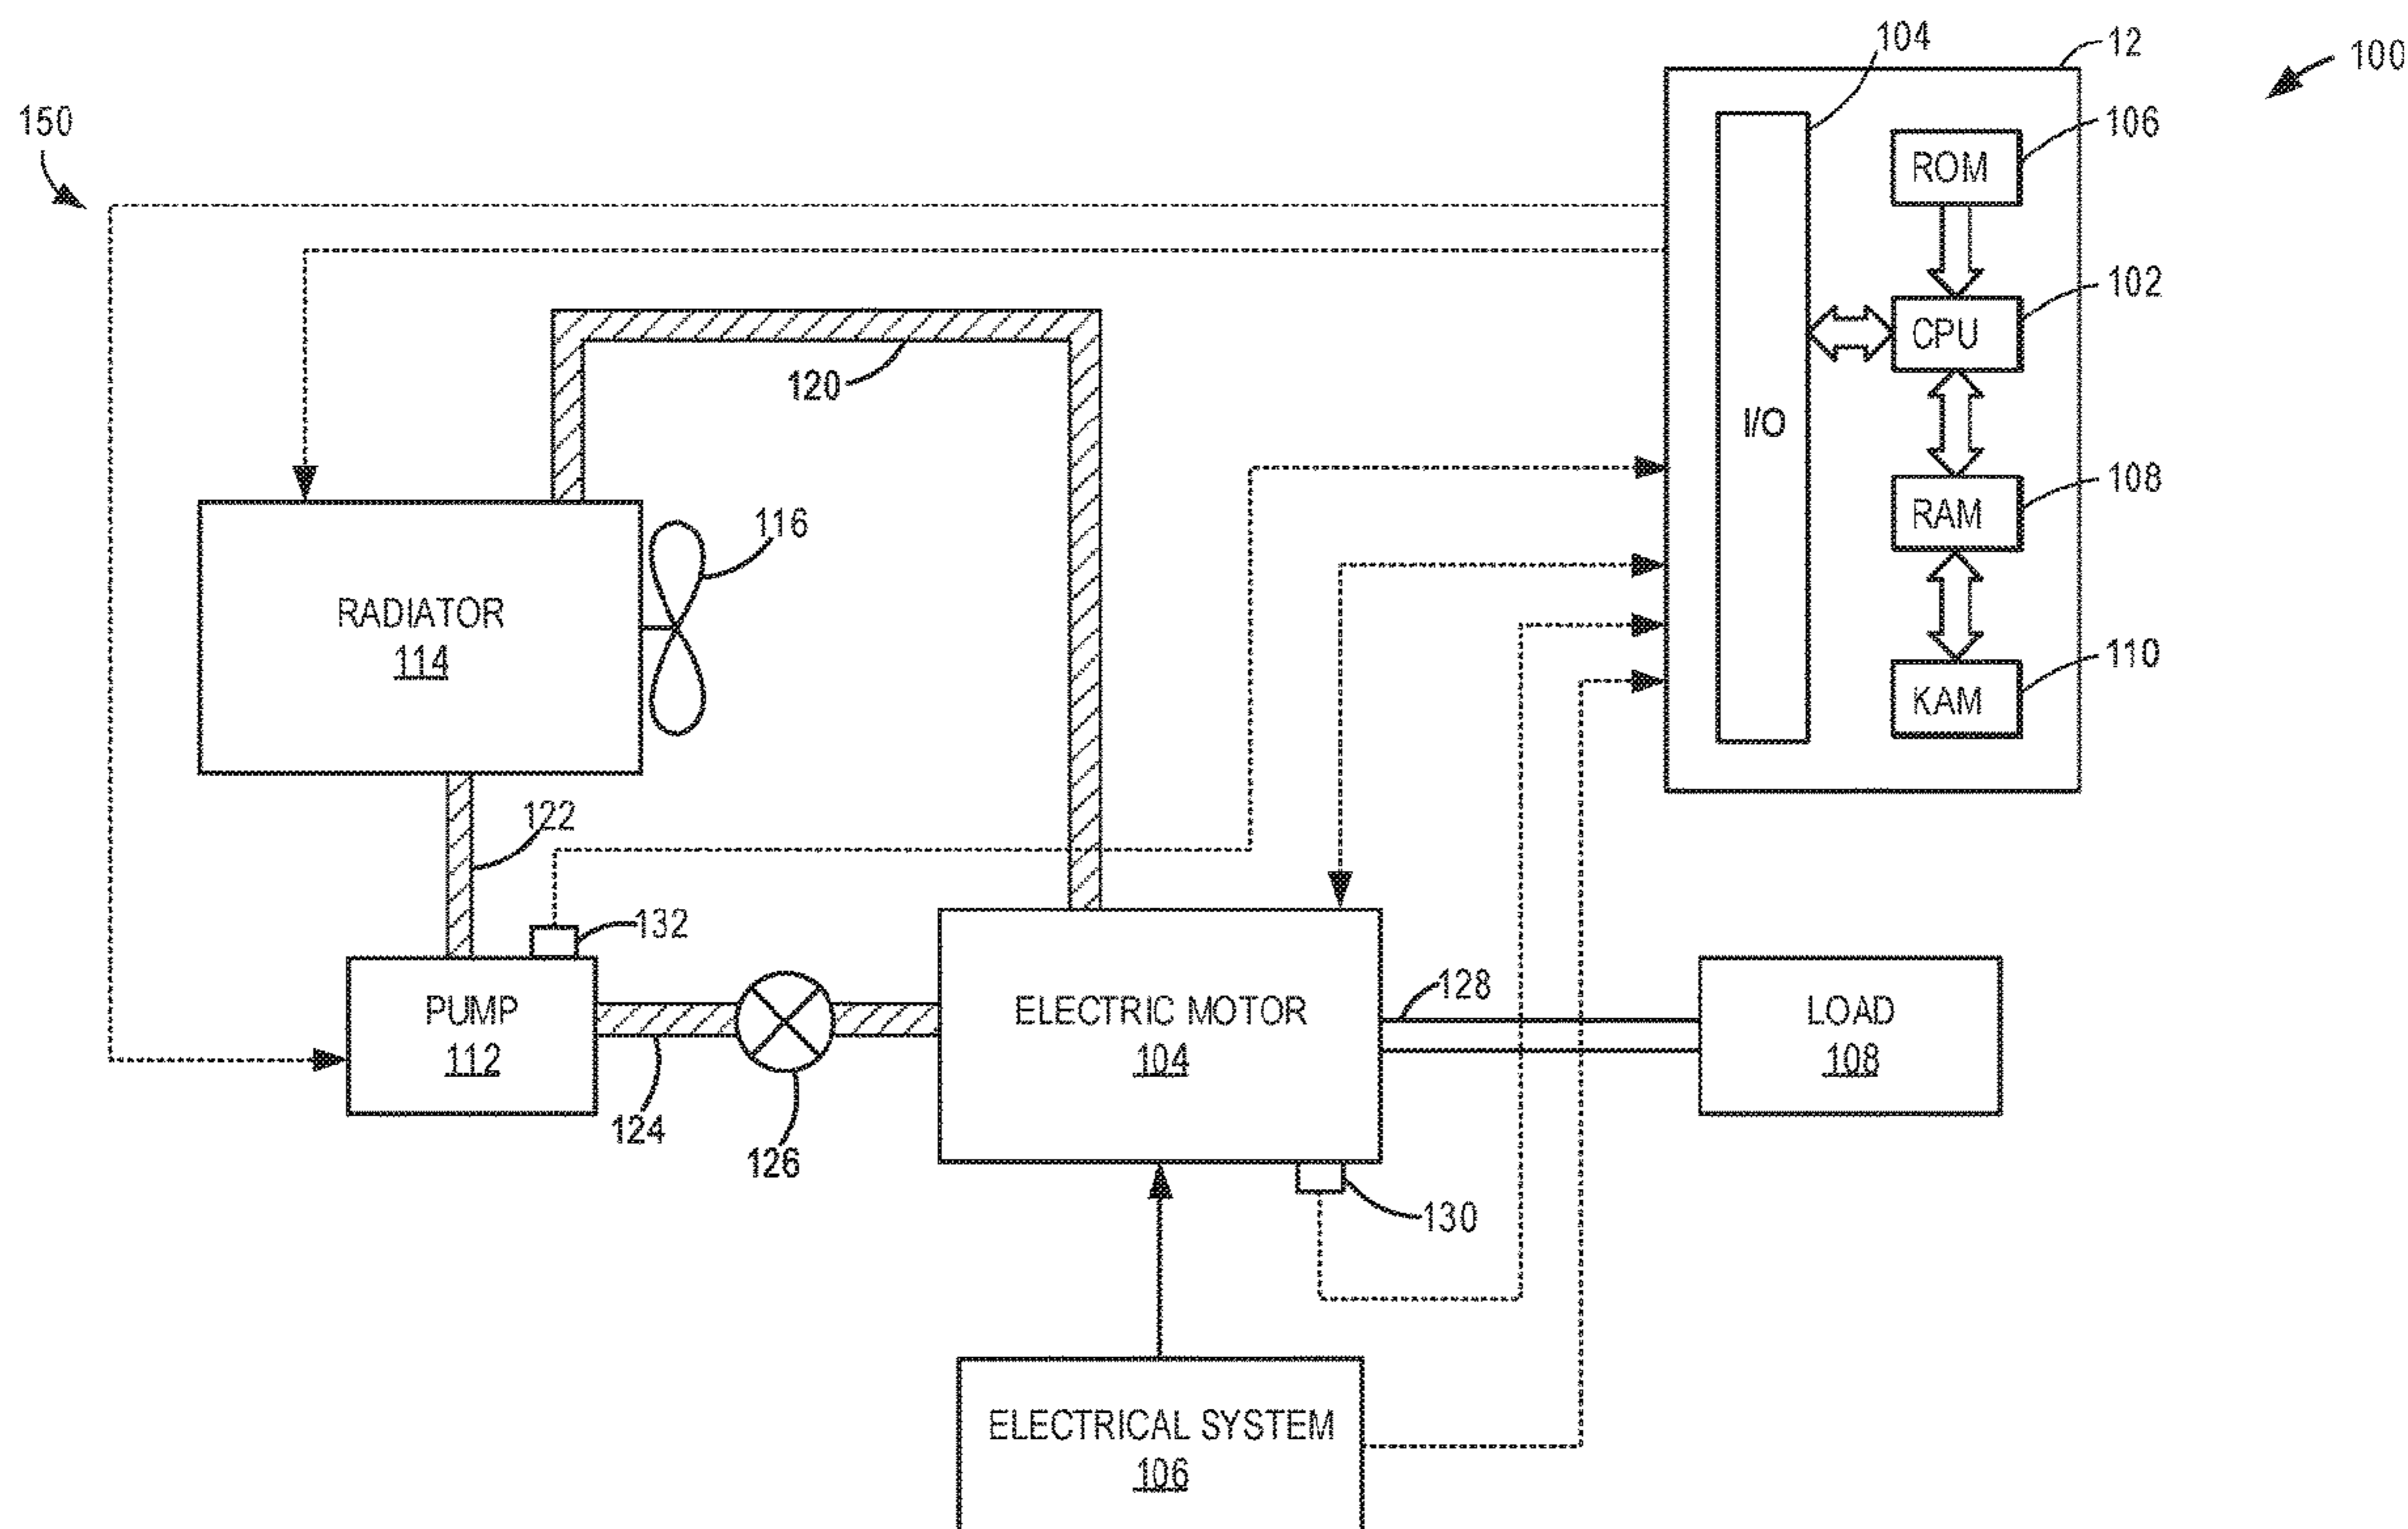 104
12
100
150
106
ROM
102
CPU
120
I/O
108
RAM
116
RADIATOR
114
110
KAM
122
132
128
PUMP
112
ELECTRIC MOTOR
104
LOAD
108
124
126
130
ELECTRICAL SYSTEM
106